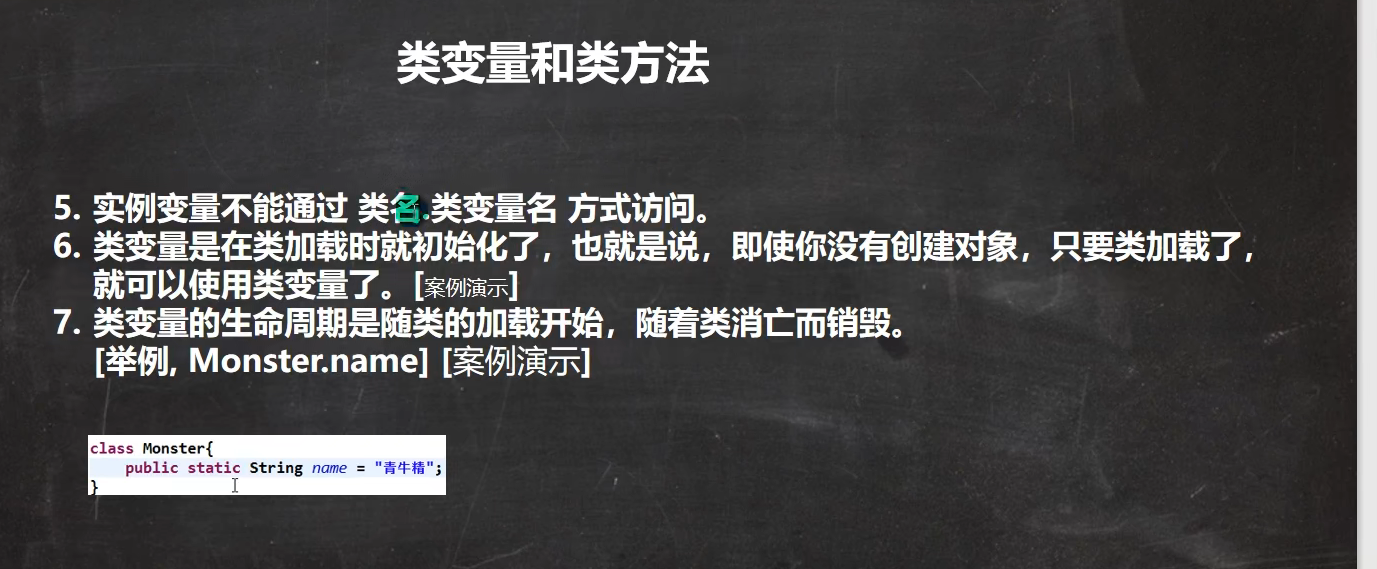 类变量和类方法
5. 实例变量不能通过 类名.类变量名 方式访问。
6. 类变量是在类加载时就初始化了，也就是说，即使你没有创建对象，只要类加载了，
就可以使用类变量了。[案例演示]
7. 类变量的生命周期是随类的加载开始，随着类消亡而销毁。
[举例, Monster.name] [案例演示]
class Monster{
public static String name = "青牛精";
}